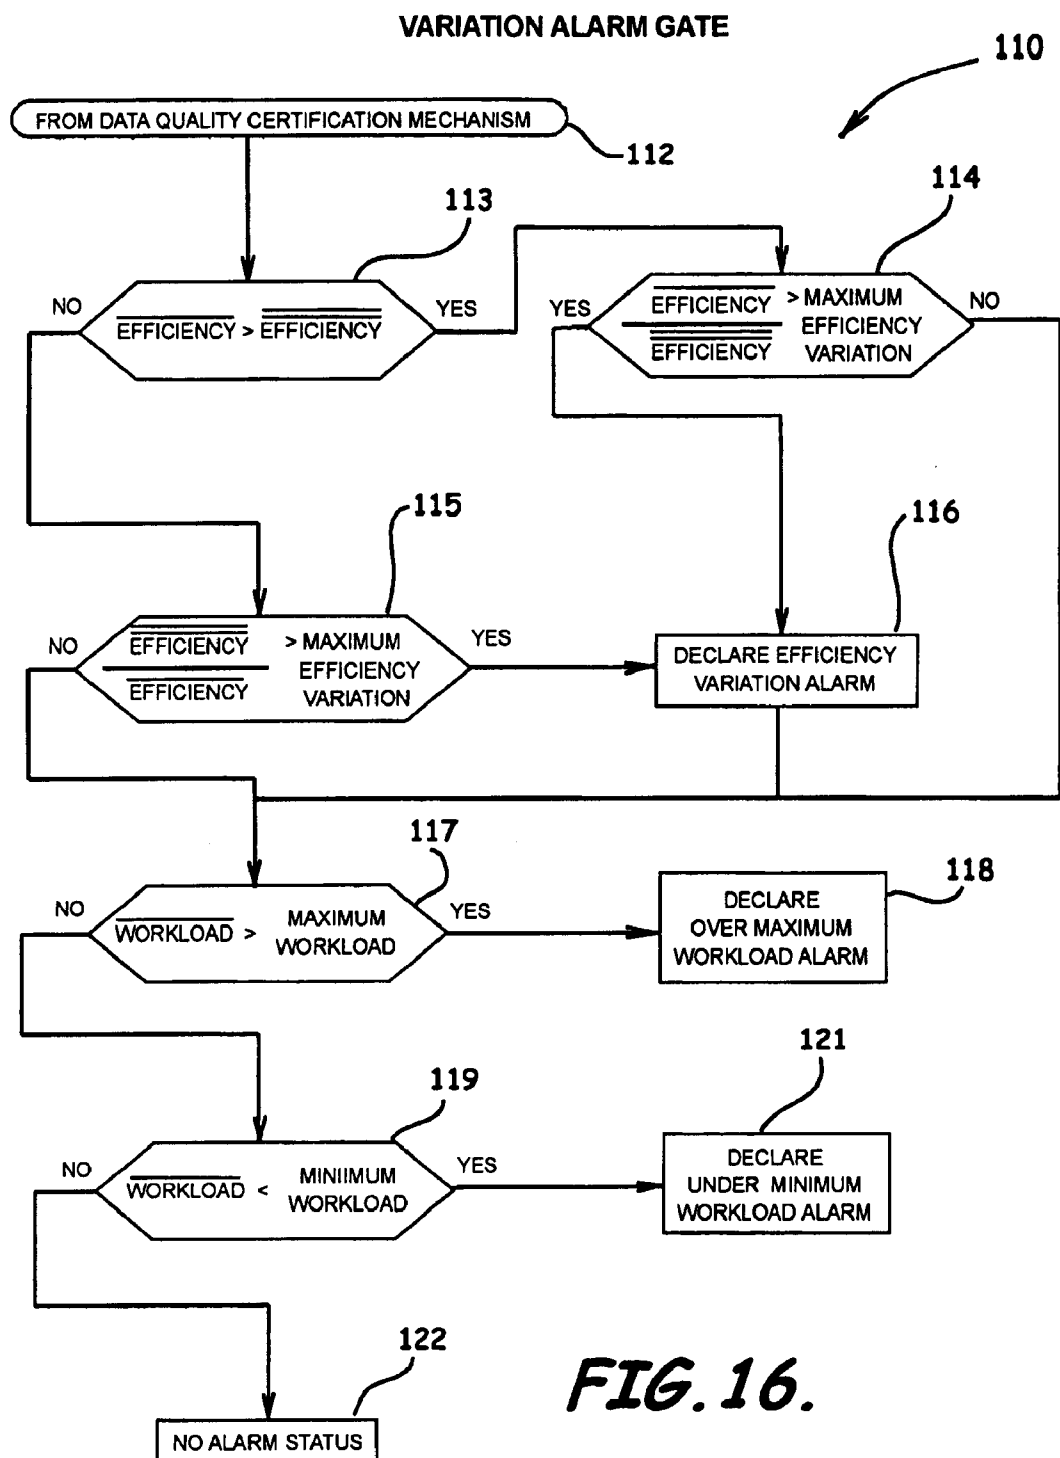 VARIATION ALARM GATE
110
FROM DATA QUALITY CERTIFICATION MECHANISM
112
113
114
NO
EFFICIENCY > EFFICIENCY
YES
YES
EFFICIENCY > MAXIMUM
EFFICIENCY
EFFICIENCY
VARIATION
NO
115
116
NO
EFFICIENCY > MAXIMUM
EFFICIENCY
EFFICIENCY
VARIATION
YES
DECLARE EFFICIENCY
VARIATION ALARM
117
118
NO
WORKLOAD > MAXIMUM
WORKLOAD
YES
DECLARE
OVER MAXIMUM
WORKLOAD ALARM
119
121
NO
WORKLOAD < MINIIMUM
WORKLOAD
YES
DECLARE
UNDER MINIMUM
WORKLOAD ALARM
122
NO ALARM STATUS
FIG. 16.